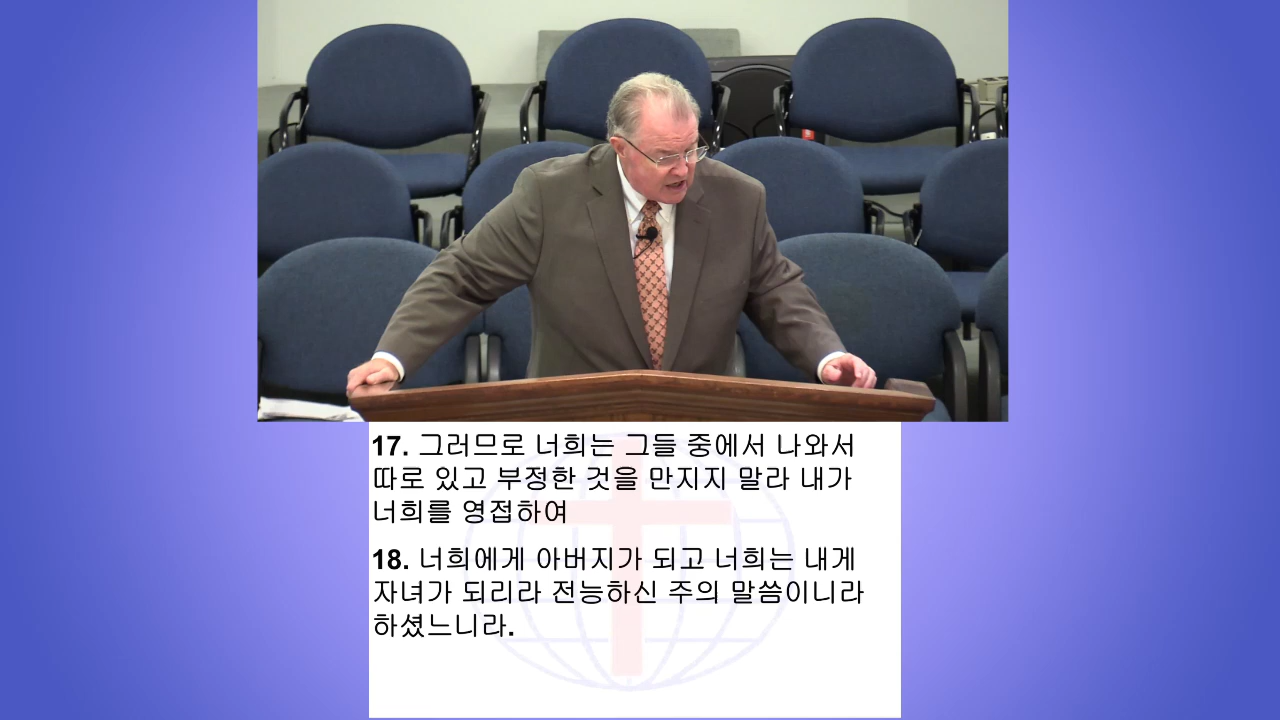 17. 그러므로 너희는 그들 중에서 나와서
따로 있고 부정한 것을 만지지 말라 내가
너희를 영접하여
18. 너희에게 아버지가 되고 너희는 내게
자녀가 되리라 전능하신 주의 말씀이니라
하셨느니라.